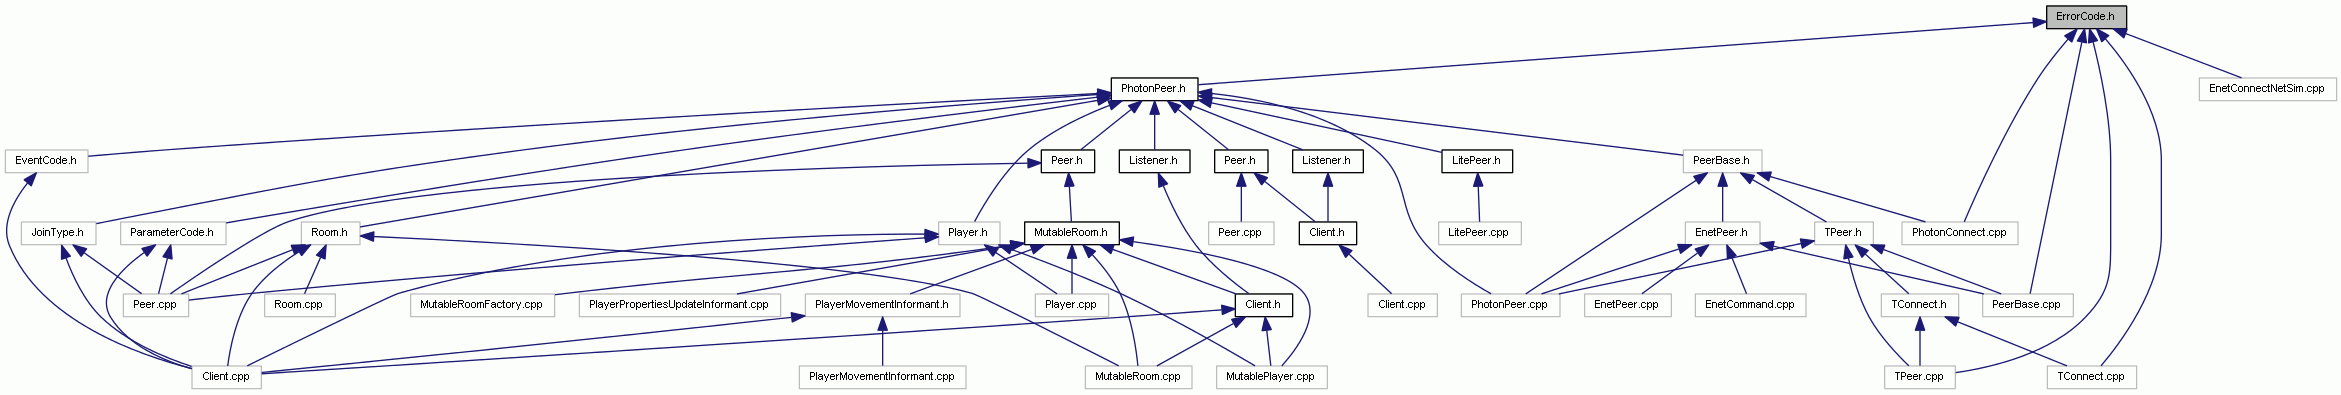 ErrorCode.h
PhotonPeer.h
EnetConnectNetSim.cpp
EventCode.h
Peer.h
Listener.h
Peer.h
Listener.h
LitePeer.h
PeerBase.h
JoinType.h
ParameterCode.h
Room.h
Player.h
MutableRoom.h
Peer.cpp
Client.h
LitePeer.cpp
EnetPeer.h
TPeer.h
PhotonConnect.cpp
Peer.cpp
Room.cpp
MutableRoomFactory.cpp
PlayerPropertiesUpdateInformant.cpp
PlayerMovementInformant.h
Player.cpp
Client.h
Client.cpp
PhotonPeer.cpp
EnetPeer.cpp
EnetCommand.cpp
TConnect.h
PeerBase.cpp
Client.cpp
PlayerMovementInformant.cpp
MutableRoom.cpp
MutablePlayer.cpp
TPeer.cpp
TConnect.cpp